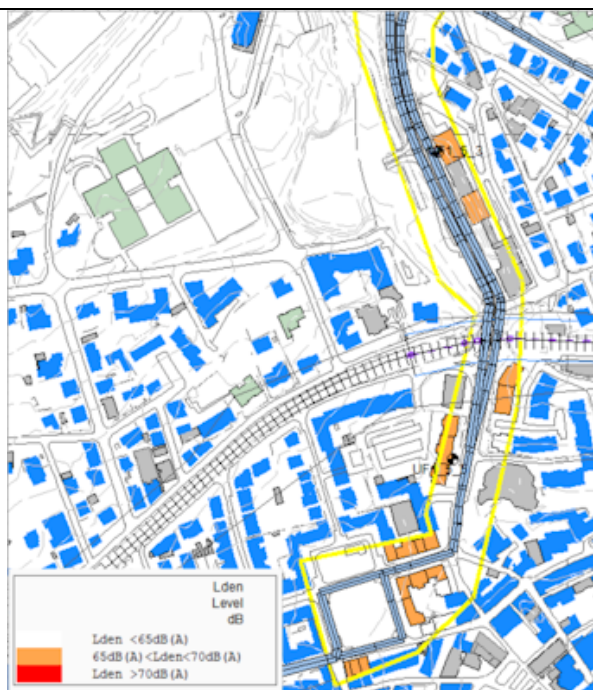 Lden
Level
dB
Lden <65dB(A)
65dB(A)<Lden<70dB(A)
Lden >70dB(A)